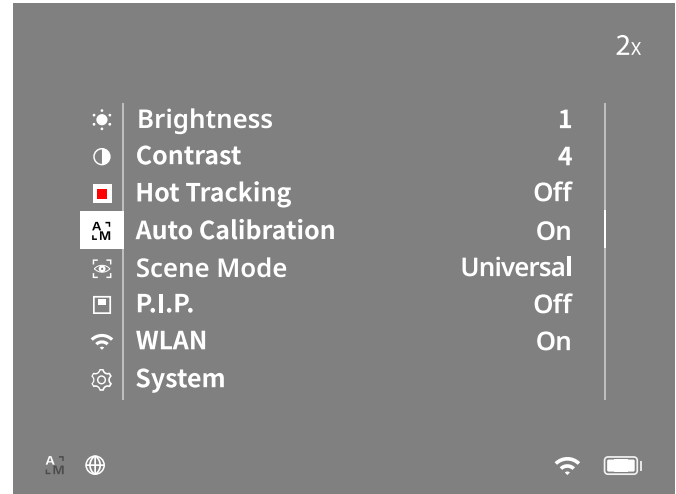 2x
Brightness 1
Contrast 4
Hot Tracking Off
A M Auto Calibration On
Scene Mode Universal
P.I.P. Off
WLAN On
System
A M